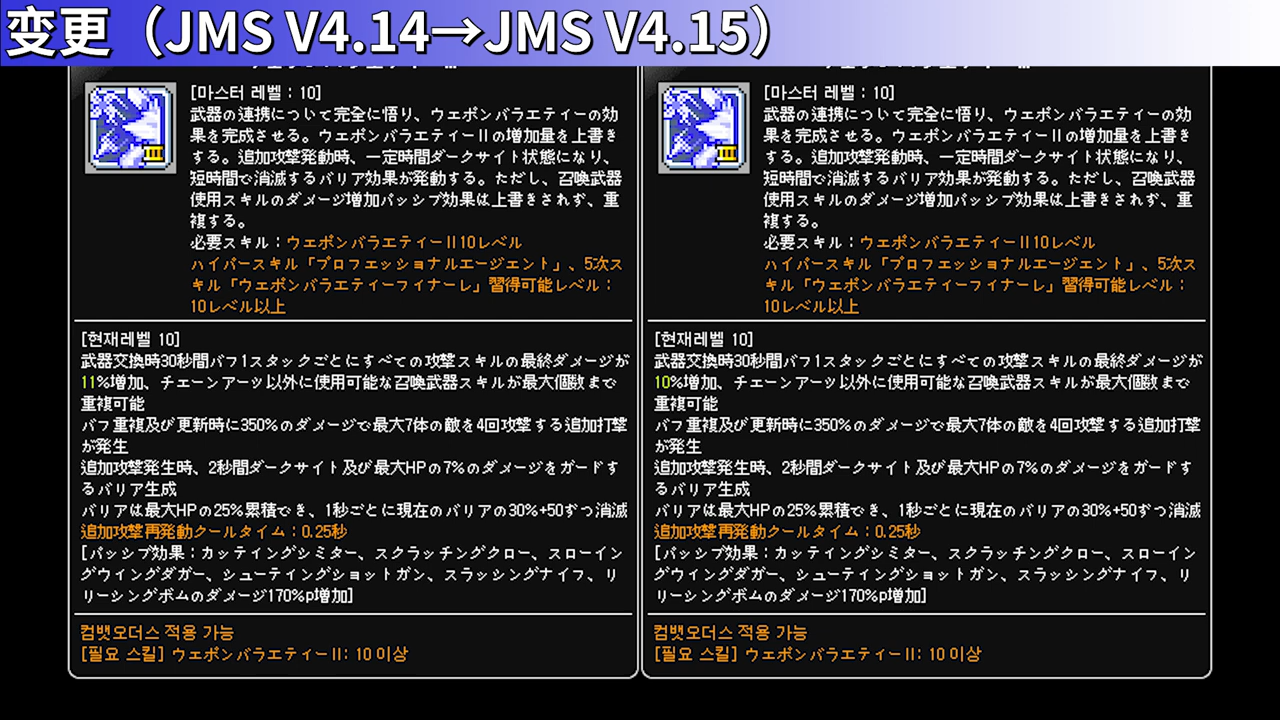 変更（JMS V4.14→JMS V4.15）
[마스터 레벨 : 10]
武器の連携について完全に悟り、ウェポンバラエティーの効
果を完成させる。ウェポンバラエティーIIの増加量を上書き
する。追加攻撃発動時、一定時間ダークサイト状態になり、
短時間で消滅するバリア効果が発動する。ただし、召喚武器
使用スキルのダメージ増加パッシブ効果は上書きされず、重
複する。
必要スキル：ウェポンバラエティーII10レベル
ハイパースキル「プロフェッショナルエージェント」、5次ス
キル「ウェポンバラエティーフィナーレ」習得可能レベル：
10レベル以上
[현재레벨 10]
武器交換時30秒間バフ1スタックごとにすべての攻撃スキルの最終ダメージが
11%増加、チェーンアーツ以外に使用可能な召喚武器スキルが最大個数まで
重複可能
バフ重複及び更新時に350%のダメージで最大7体の敵を4回攻撃する追加打撃
が発生
追加攻撃発生時、2秒間ダークサイト及び最大HPの7%のダメージをガードす
るバリア生成
バリアは最大HPの25%累積でき、1秒ごとに現在のバリアの30%+50ずつ消滅
追加攻撃再発動クールタイム：0.25秒
[パッシブ効果：カッティングシミター、スクラッチングクロー、スローイン
グウイングダガー、シューティングショットガン、スラッシングナイフ、リ
リーシングボムのダメージ170%p増加]
컴뱃오더스 적용 가능
[필요 스킬] ウェポンバラエティーII: 10 이상
[마스터 레벨 : 10]
武器の連携について完全に悟り、ウェポンバラエティーの効
果を完成させる。ウェポンバラエティーIIの増加量を上書き
する。追加攻撃発動時、一定時間ダークサイト状態になり、
短時間で消滅するバリア効果が発動する。ただし、召喚武器
使用スキルのダメージ増加パッシブ効果は上書きされず、重
複する。
必要スキル：ウェポンバラエティーII10レベル
ハイパースキル「プロフェッショナルエージェント」、5次ス
キル「ウェポンバラエティーフィナーレ」習得可能レベル：
10レベル以上
[현재레벨 10]
武器交換時30秒間バフ1スタックごとにすべての攻撃スキルの最終ダメージが
10%増加、チェーンアーツ以外に使用可能な召喚武器スキルが最大個数まで
重複可能
バフ重複及び更新時に350%のダメージで最大7体の敵を4回攻撃する追加打撃
が発生
追加攻撃発生時、2秒間ダークサイト及び最大HPの7%のダメージをガードす
るバリア生成
バリアは最大HPの25%累積でき、1秒ごとに現在のバリアの30%+50ずつ消滅
追加攻撃再発動クールタイム：0.25秒
[パッシブ効果：カッティングシミター、スクラッチングクロー、スローイン
グウイングダガー、シューティングショットガン、スラッシングナイフ、リ
リーシングボムのダメージ170%p増加]
컴뱃오더스 적용 가능
[필요 스킬] ウェポンバラエティーII: 10 이상